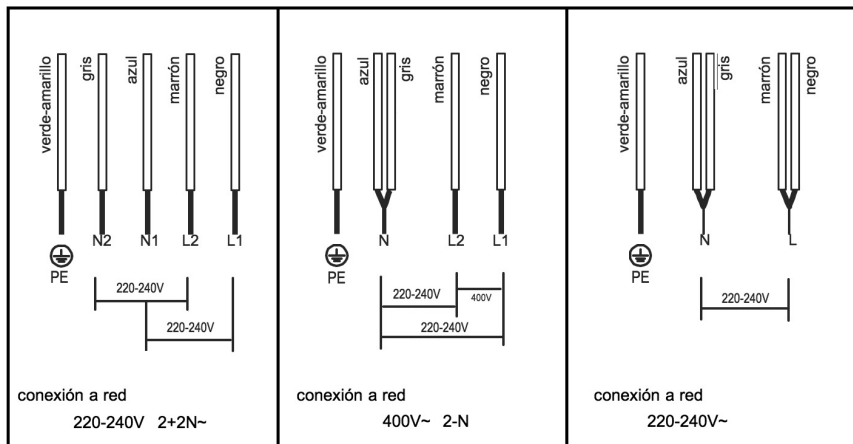 verde-amarillo
gris
azul
marrón
negro
N2 N1 L2 L1
PE
220-240V
220-240V
conexión a red
220-240V 2+2N~
verde-amarillo
azul
gris
marrón
negro
N L2 L1
PE
220-240V
400V
220-240V
conexión a red
400V~ 2-N
verde-amarillo
azul
gris
marrón
negro
N L
PE
220-240V
conexión a red
220-240V~